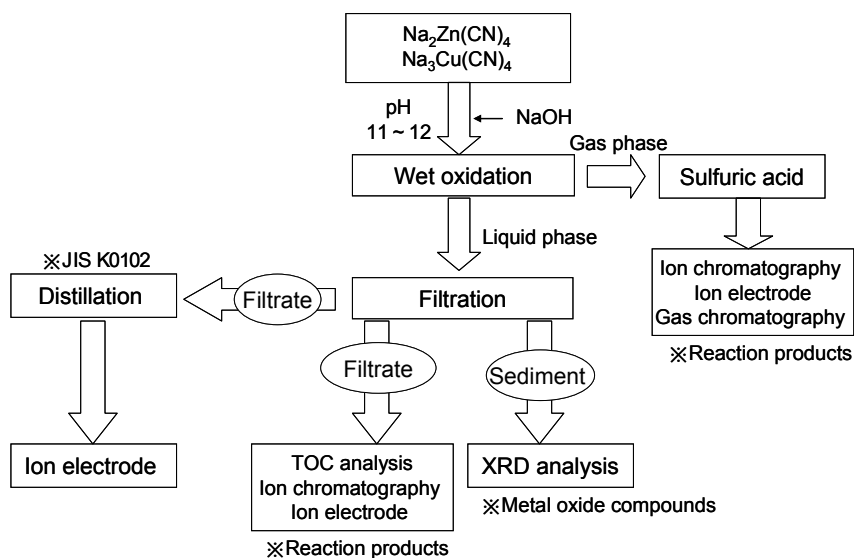 Na₂Zn(CN)₄
Na₃Cu(CN)₄
pH
11 ~ 12
NaOH
Gas phase
Wet oxidation
Sulfuric acid
Liquid phase
※JIS K0102
Distillation
Filtrate
Filtration
Ion chromatography
Ion electrode
Gas chromatography
※Reaction products
Filtrate
Sediment
Ion electrode
TOC analysis
Ion chromatography
Ion electrode
※Reaction products
XRD analysis
※Metal oxide compounds